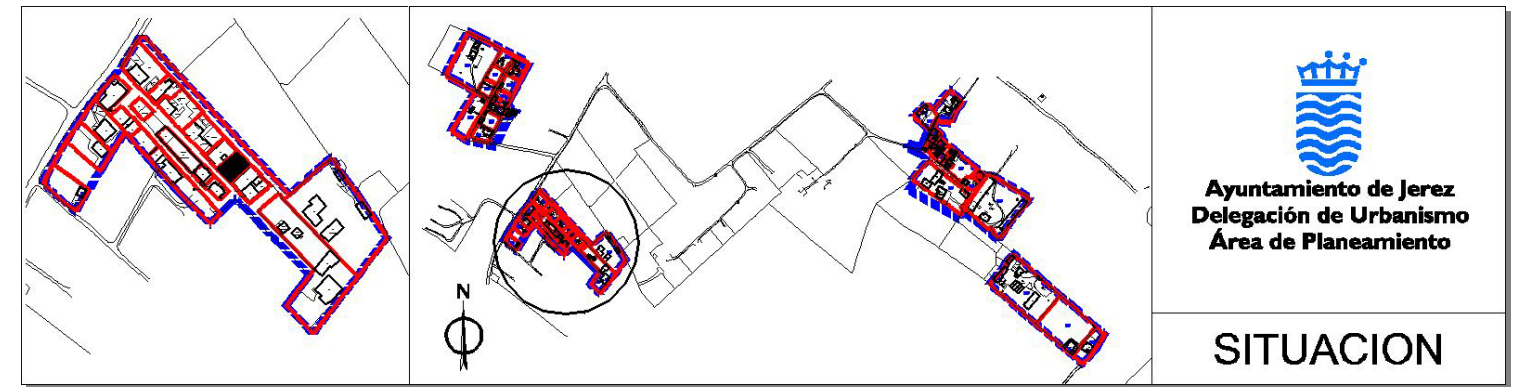 N
Ayuntamiento de Jerez
Delegación de Urbanismo
Área de Planeamiento
SITUACION